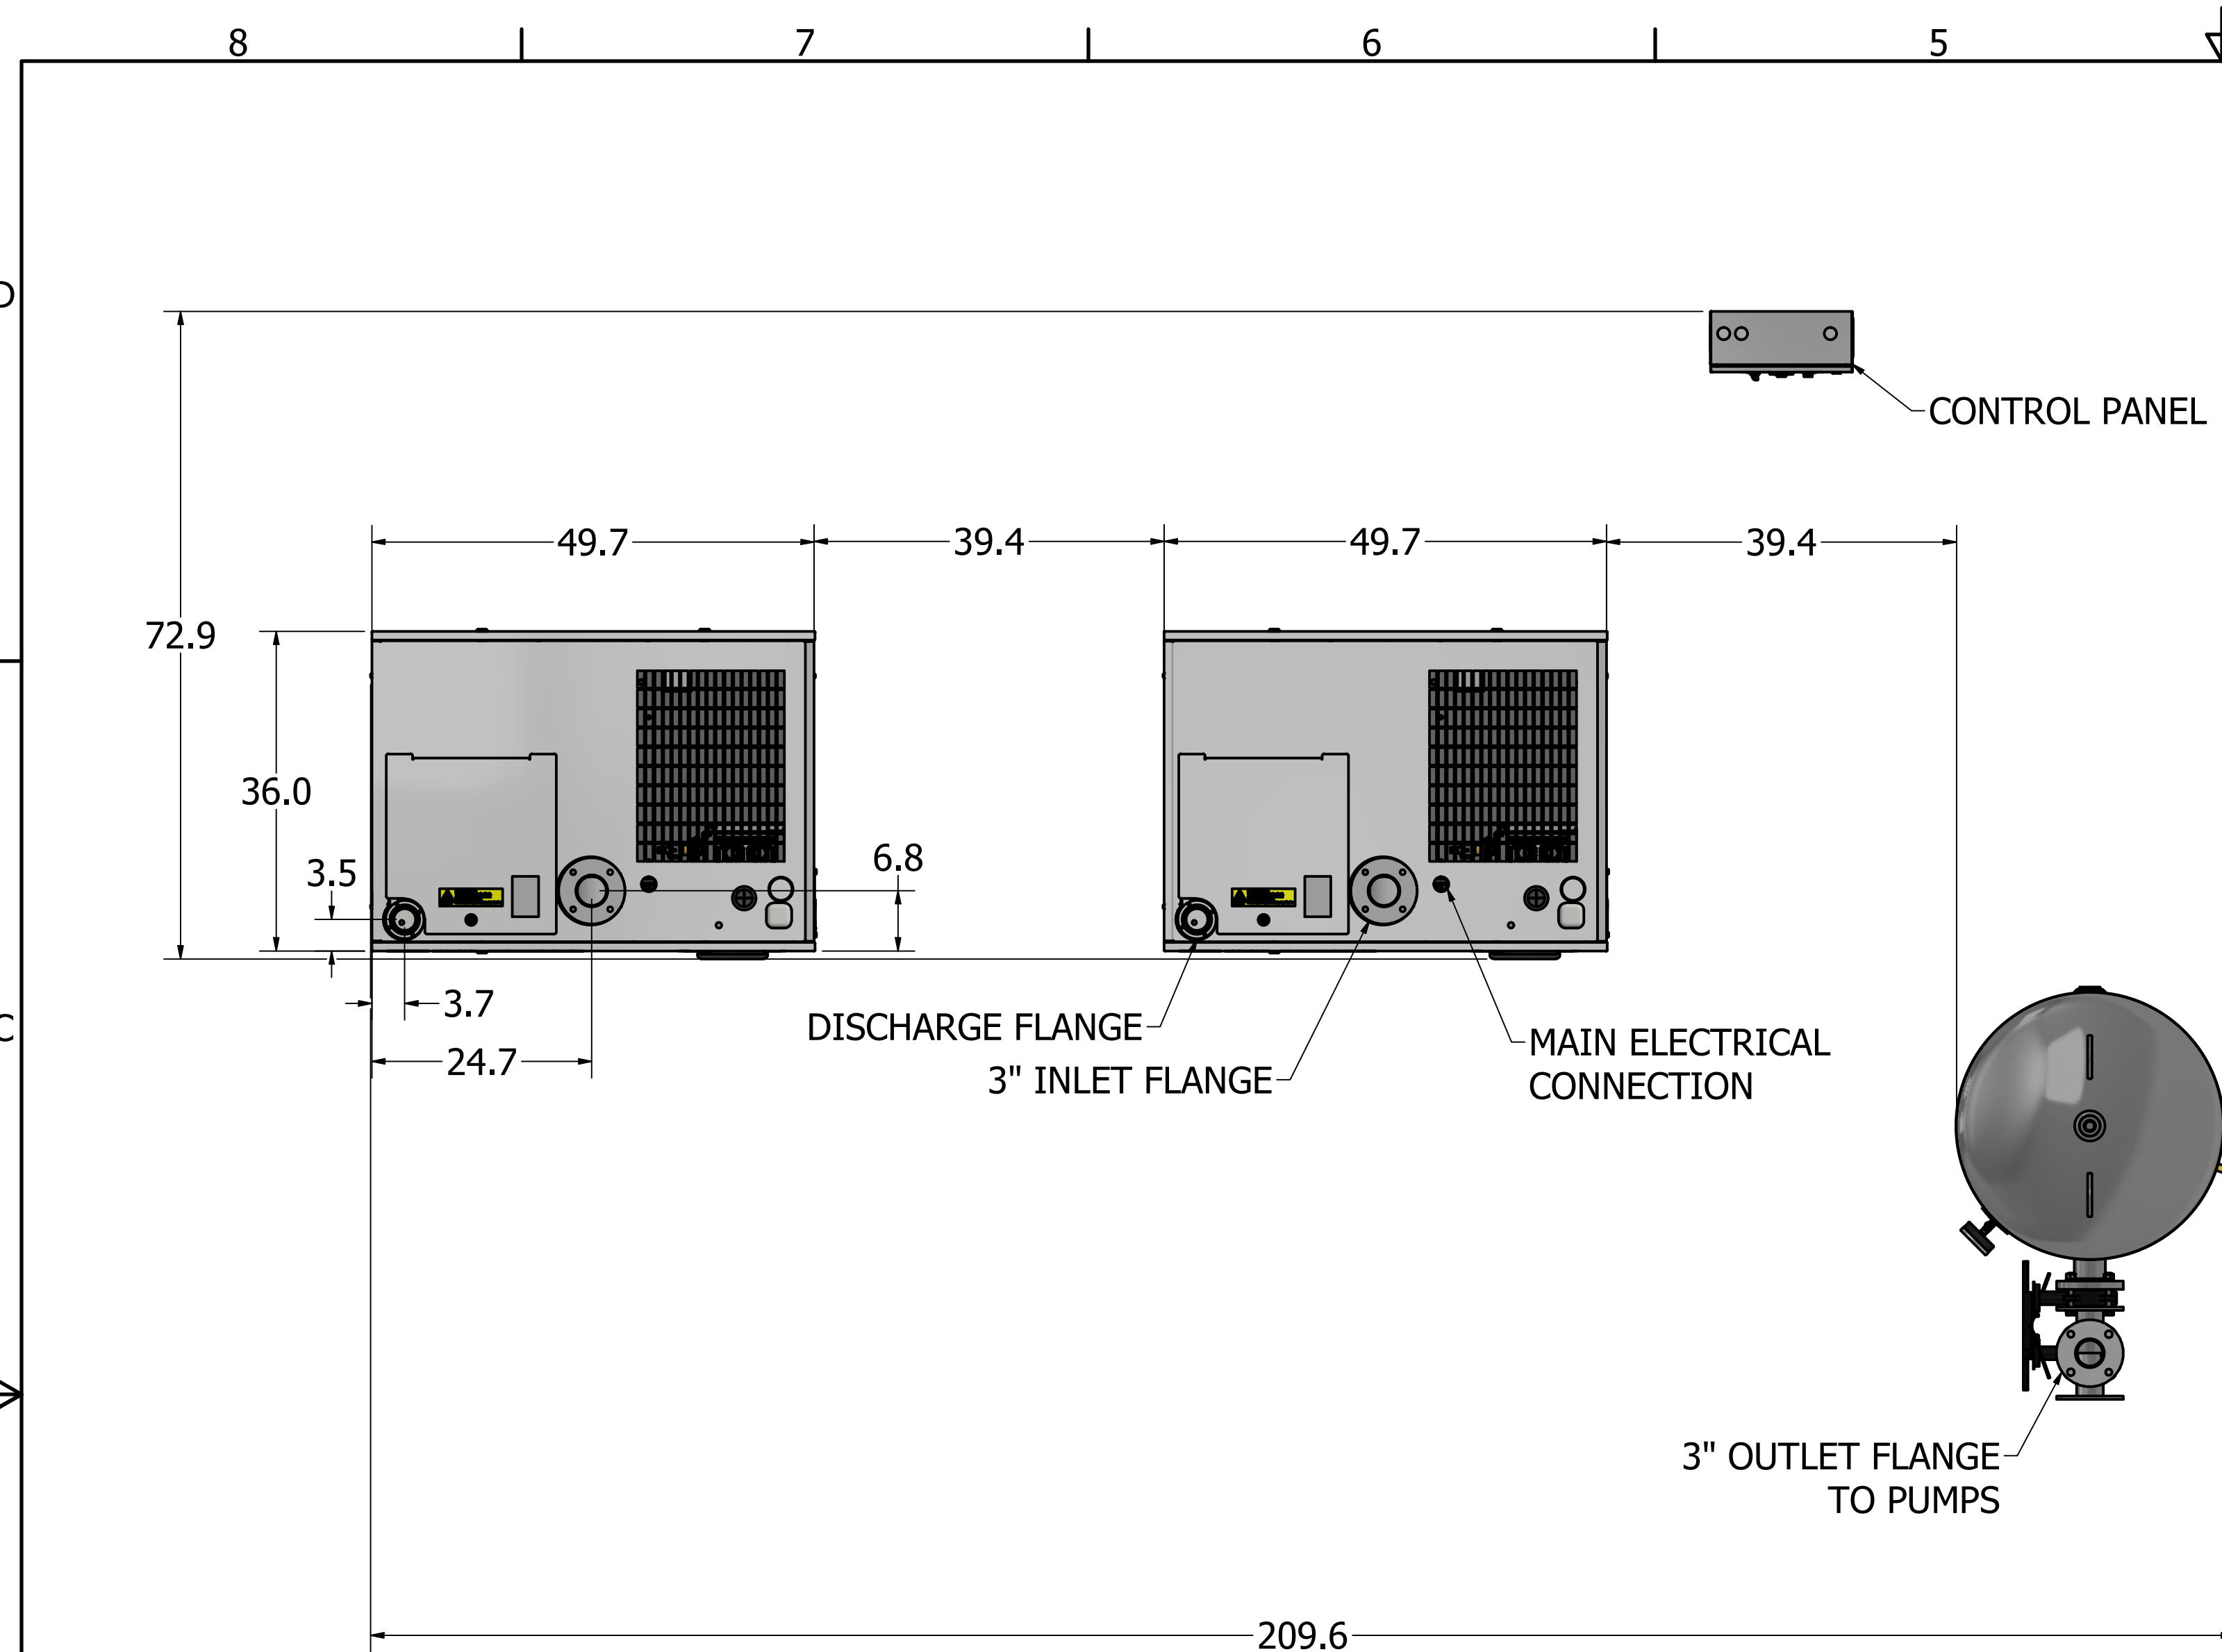 8 7 6 5
D
CONTROL PANEL
49.7 39.4 49.7 39.4
72.9
36.0
3.5
6.8
3.7
24.7
DISCHARGE FLANGE
3" INLET FLANGE
MAIN ELECTRICAL
CONNECTION
C
3" OUTLET FLANGE
TO PUMPS
209.6